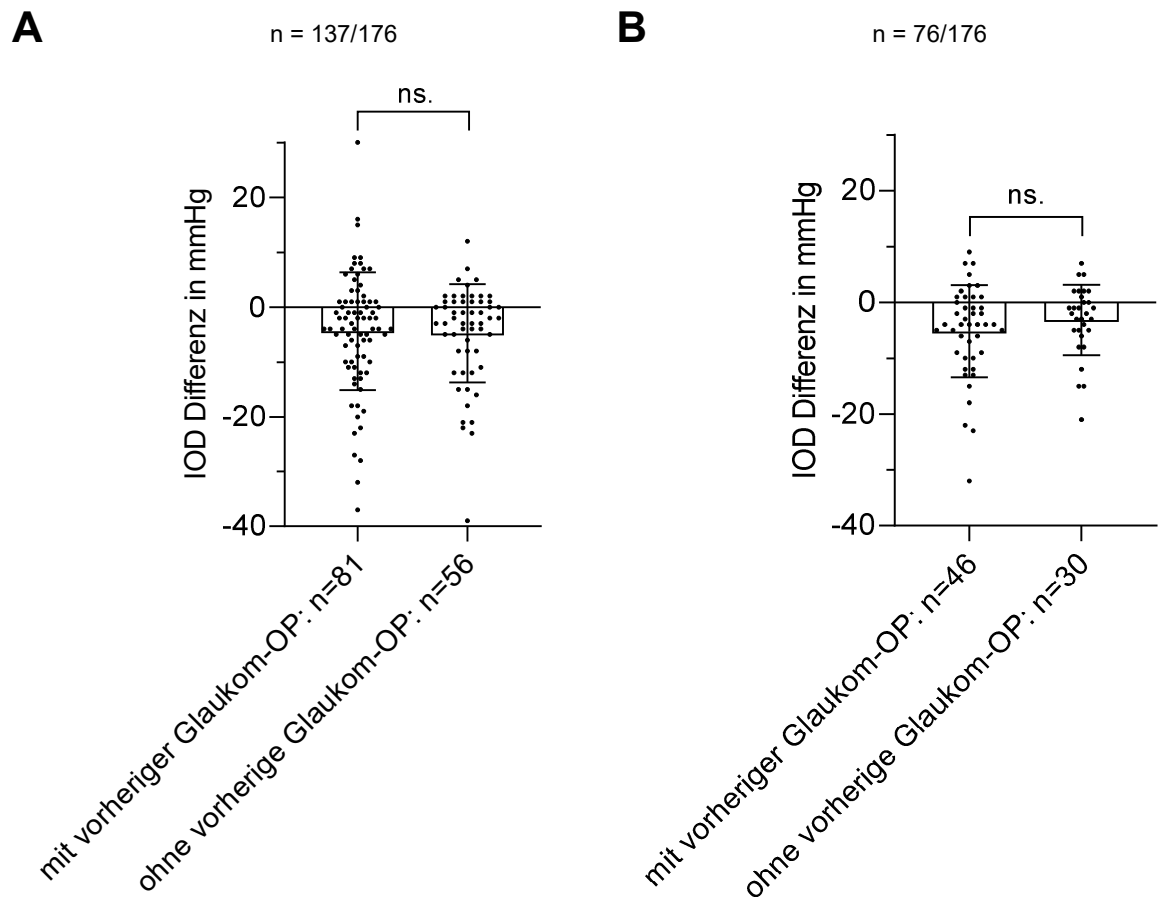 A
n = 137/176
ns.
IOD Differenz in mmHg
20
0
-20
-40
mit vorheriger Glaukom-OP: n=81
ohne vorherige Glaukom-OP: n=56
B
n = 76/176
ns.
IOD Differenz in mmHg
20
0
-20
-40
mit vorheriger Glaukom-OP: n=46
ohne vorherige Glaukom-OP: n=30